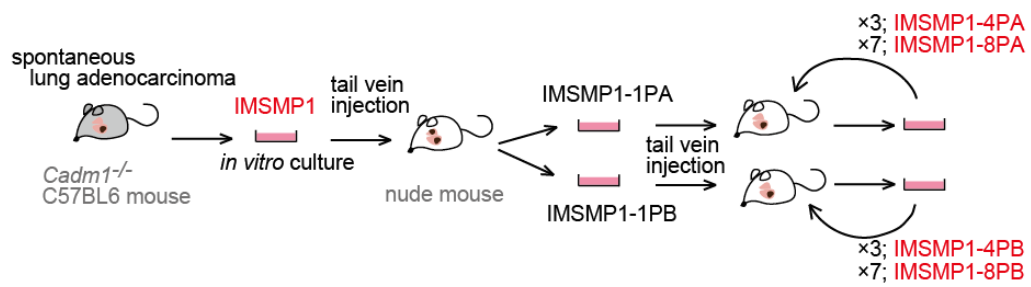 spontaneous
lung adenocarcinoma
Cadm1-/-
C57BL6 mouse
IMSMP1
in vitro culture
tail vein
injection
nude mouse
IMSMP1-1PA
IMSMP1-1PB
tail vein
injection
×3; IMSMP1-4PA
×7; IMSMP1-8PA
×3; IMSMP1-4PB
×7; IMSMP1-8PB